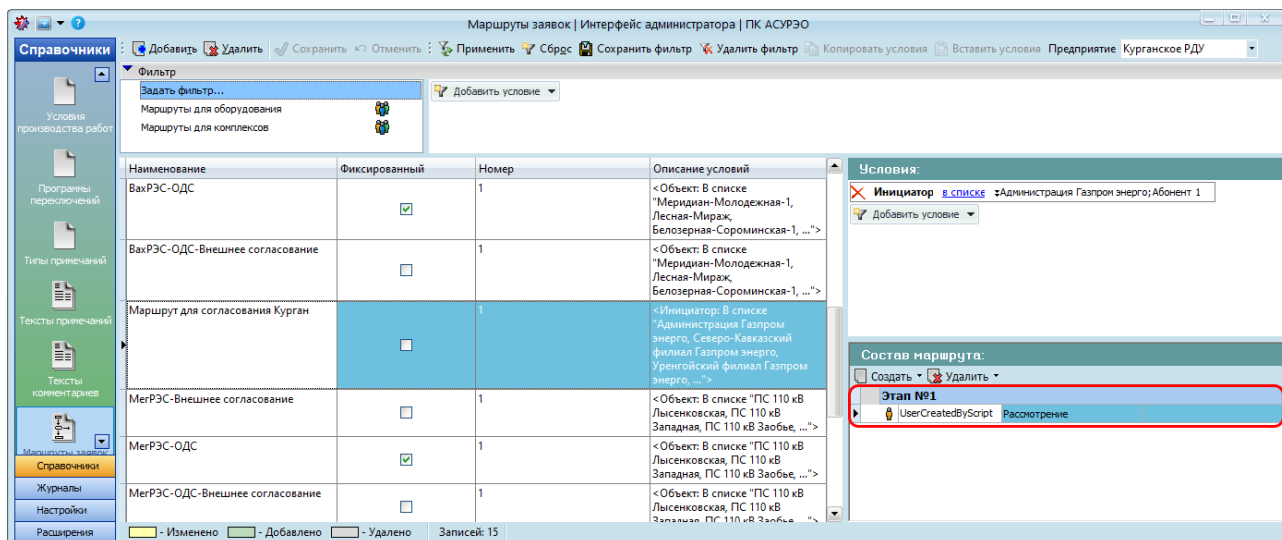 Маршруты заявок | Интерфейс администратора | ПК АСУРЭО
Справочники
Добавить Удалить Сохранить Отменить Применить Сброс Сохранить фильтр Удалить фильтр Копировать условия Вставить условия Предприятие Курганское РДУ
Фильтр
Задать фильтр...
Маршруты для оборудования
Маршруты для комплексов
Добавить условие
Условия
производства работ
Программы
переключений
Типы примечаний
Тексты примечаний
Тексты
комментариев
Маршруты заявок
Справочники
Журналы
Настройки
Расширения
Наименование Фиксированный Номер Описание условий
ВахРЭС-ОДС 1 <Объект: В списке
"Меридиан-Молодежная-1,
Лесная-Мираж,
Белозерная-Сороминская-1, ...">
ВахРЭС-ОДС-Внешнее согласование 1 <Объект: В списке
"Меридиан-Молодежная-1,
Лесная-Мираж,
Белозерная-Сороминская-1, ...">
Маршрут для согласования Курган 1 <Инициатор: В списке
"Администрация Газпром
энерго, Северо-Кавказский
филиал Газпром энерго,
Уренгойский филиал Газпром
энерго, ...">
МегРЭС-Внешнее согласование 1 <Объект: В списке "ПС 110 кВ
Лысенковская, ПС 110 кВ
Западная, ПС 110 кВ Заобье, ...">
МегРЭС-ОДС 1 <Объект: В списке "ПС 110 кВ
Лысенковская, ПС 110 кВ
Западная, ПС 110 кВ Заобье, ...">
МегРЭС-ОДС-Внешнее согласование 1 <Объект: В списке "ПС 110 кВ
Лысенковская, ПС 110 кВ
Западная, ПС 110 кВ Заобье, ...">
Условия:
Инициатор в списке Администрация Газпром энерго; Абонент 1
Добавить условие
Состав маршрута:
Создать Удалить
Этап №1
UserCreatedByScript Рассмотрение
- Изменено - Добавлено - Удалено Записей: 15